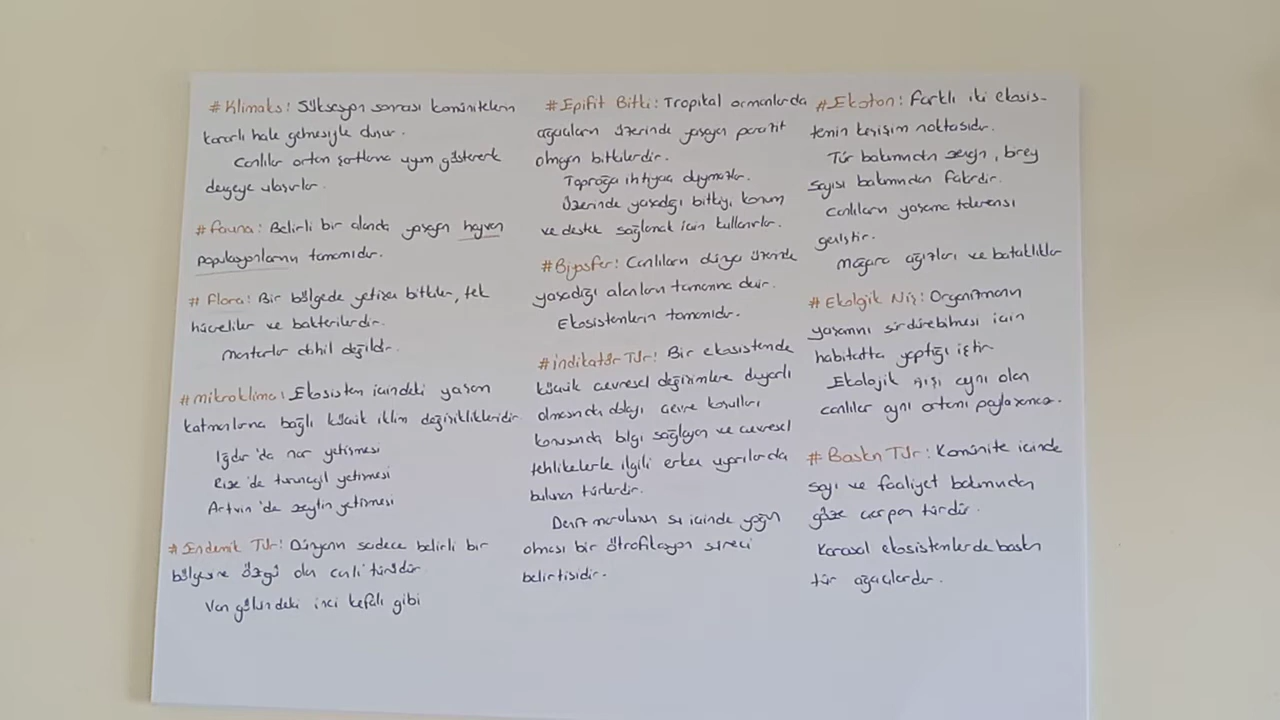 # Klimaks: Süksesyon sonrası komünitelerin
kararlı hale gelmesiyle oluşur.
Canlılar ortam şartlarına uyum göstererek
dengeye ulaşırlar.
# Fauna: Belirli bir alanda yaşayan hayvan
populasyonlarının tamamıdır.
# Flora: Bir bölgede yetişen bitkiler, tek
hücreliler ve bakterilerdir.
Mantarlar dahil değildir.
# Mikroklima: Ekosistem içindeki yaşam
katmanlarına bağlı küçük iklim değişiklikleridir.
Iğdır'da nar yetişmesi
Rize'de turunçgil yetişmesi
Artvin'de zeytin yetişmesi
# Endemik Tür: Dünyanın sadece belirli bir
bölgesine özgü olan canlı türüdür.
Van gölündeki inci kefali gibi
# Epifit Bitki: Tropikal ormanlarda
ağaçların üzerinde yaşayan parazit
olmayan bitkilerdir.
Toprağa ihtiyaç duymazlar.
Üzerinde yaşadığı bitkiyi, konum
ve destek sağlamak için kullanırlar.
# Biyosfer: Canlıların dünya üzerinde
yaşadığı alanların tamamına denir.
Ekosistemlerin tamamıdır.
# İndikatör Tür: Bir ekosistemde
küçük çevresel değişimlere duyarlı
olmasından dolayı çevre koşulları
konusunda bilgi sağlayan ve çevresel
tehlikelerle ilgili erken uyarılarda
bulunan türlerdir.
Deniz marulunun su içinde yoğun
olması bir ötrofikasyon süreci
belirtisidir.
# Ekoton: Farklı iki ekosis-
temin kesişim noktasıdır.
Tür bakımından zengin, birey
sayısı bakımından fakirdir.
Canlıların yaşama toleransı
geniştir.
Mağara ağızları ve bataklıklar
# Ekolojik Niş: Organizmanın
yaşamını sürdürebilmesi için
habitatta yaptığı iştir
Ekolojik nişi aynı olan
canlılar aynı ortamı paylaşamaz.
# Baskın Tür: Komünite içinde
sayı ve faaliyet bakımından
göze çarpan türdür.
Karasal ekosistemlerde baskın
tür ağaçlardır.